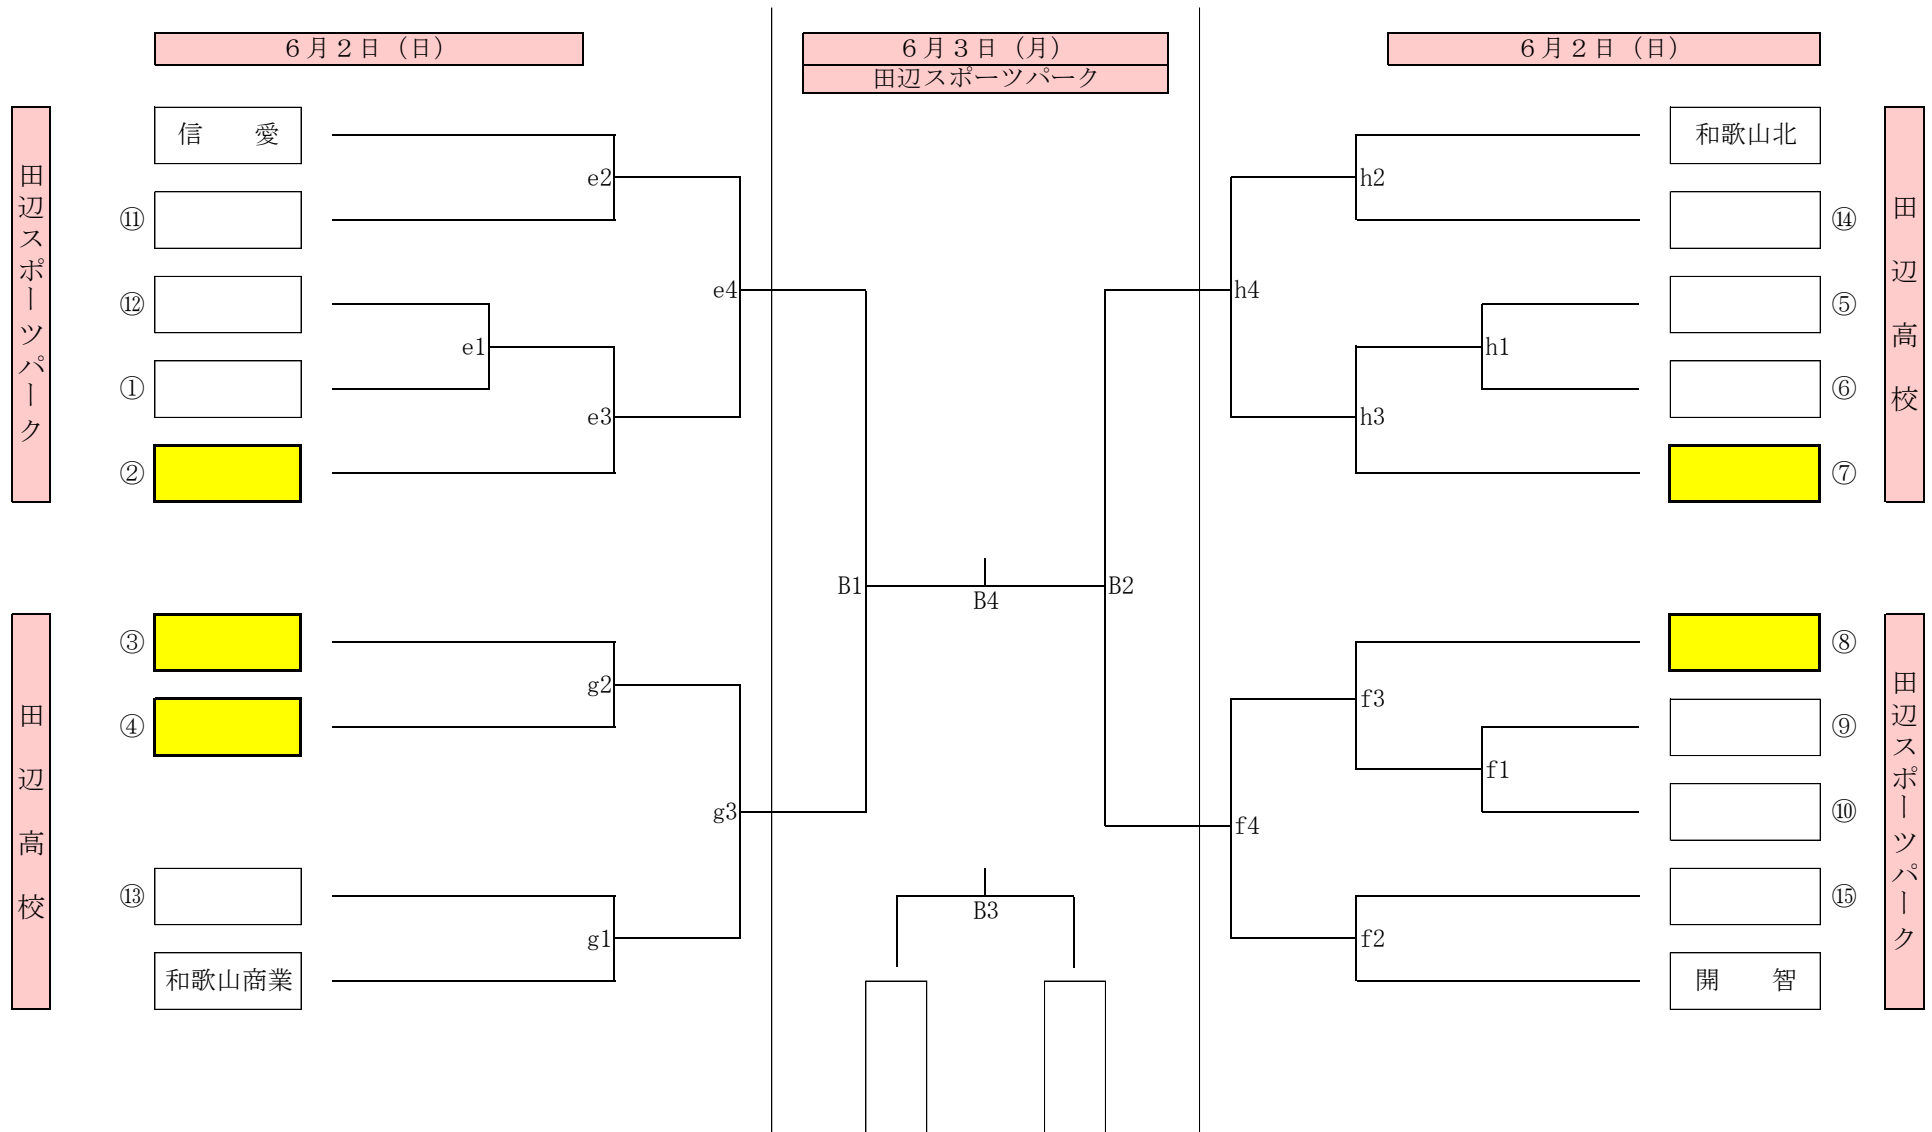 ６月２日（日）
６月３日（月）
田辺スポーツパーク
６月２日（日）
田辺スポーツパーク
信　　愛
e2
⑪
⑫
e4
e1
①
e3
②
田辺高校
③
g2
④
g3
⑬
g1
和歌山商業
B1
B4
B2
B3
田辺高校
和歌山北
h2
⑭
h4
⑤
h1
⑥
h3
⑦
田辺スポーツパーク
⑧
f3
⑨
f1
⑩
f4
⑮
f2
開　　智